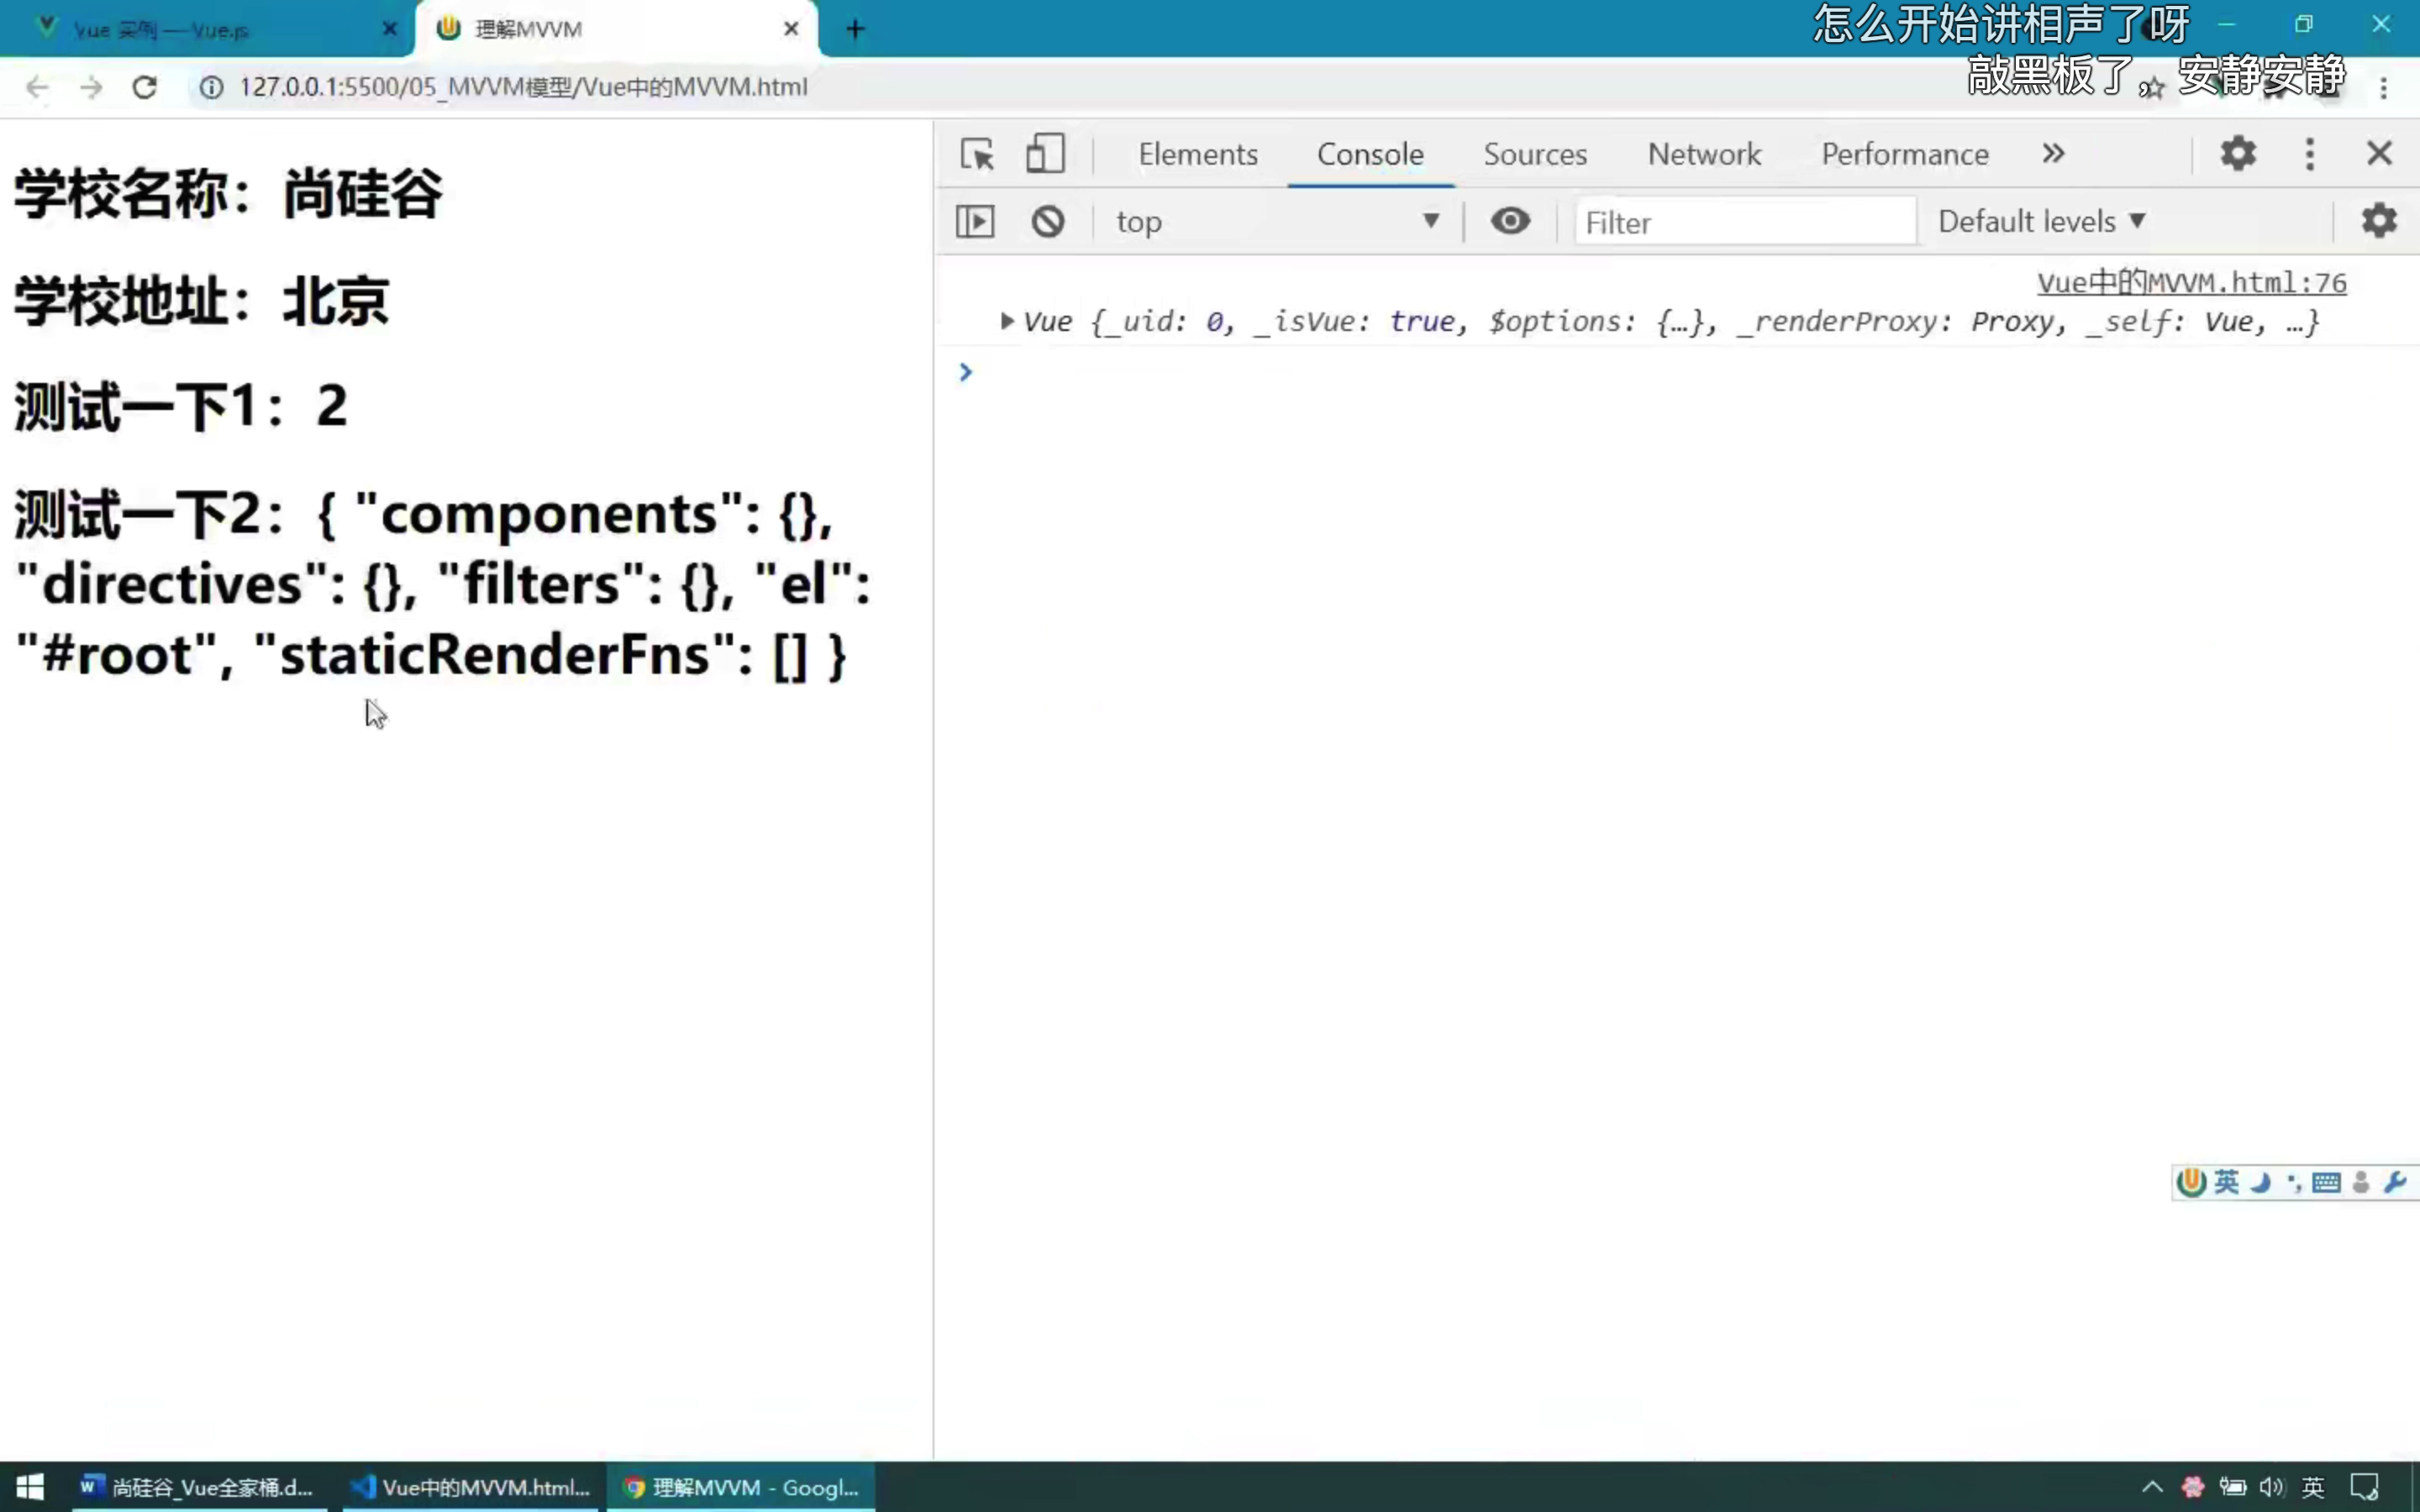 Vue 实例 — Vue.js
理解MVVM
怎么开始讲相声了呀
127.0.0.1:5500/05_MVVM模型/Vue中的MVVM.html
敲黑板了，安静安静
学校名称：尚硅谷
学校地址：北京
测试一下1：2
测试一下2：{ "components": {},
"directives": {}, "filters": {}, "el":
"#root", "staticRenderFns": [] }
Elements Console Sources Network Performance
top Filter Default levels
Vue中的MVVM.html:76
Vue {_uid: 0, _isVue: true, $options: {…}, _renderProxy: Proxy, _self: Vue, …}
英
尚硅谷_Vue全家桶.d... Vue中的MVVM.html... 理解MVVM - Googl... 英